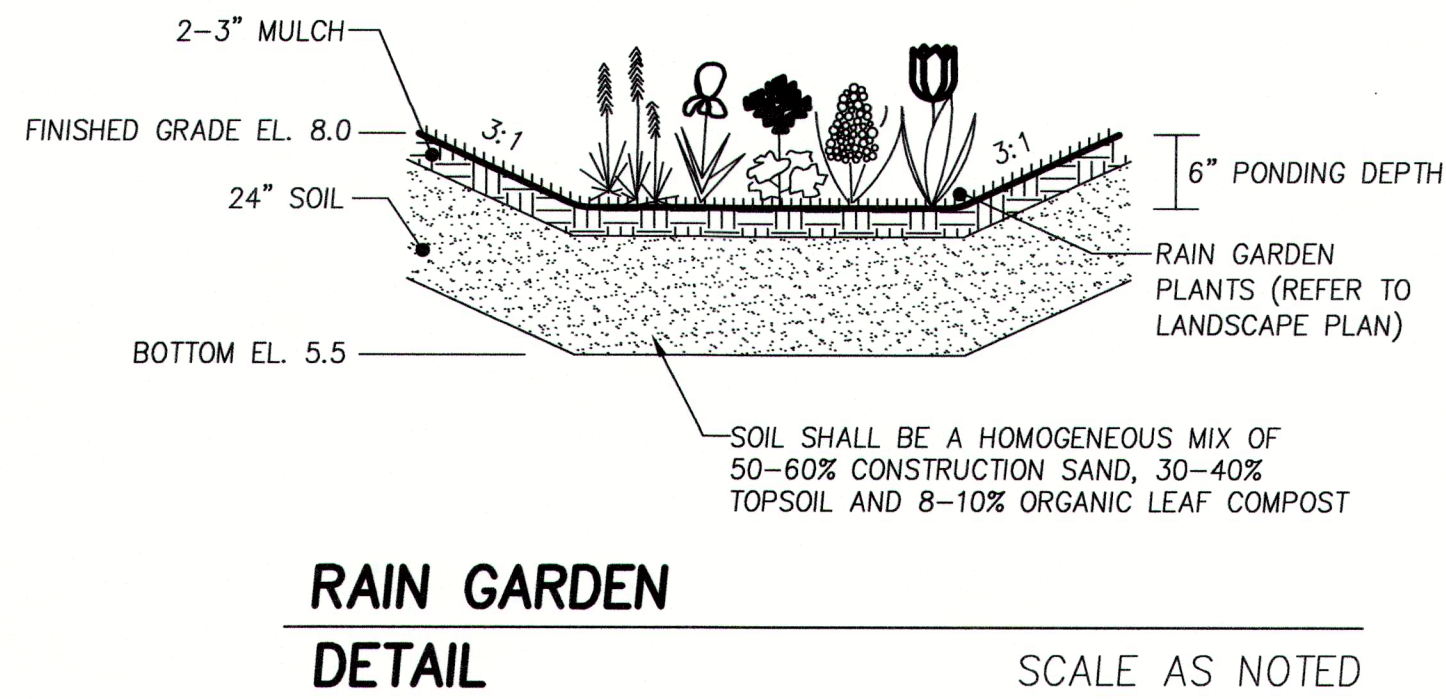 2-3" MULCH
FINISHED GRADE EL. 8.0
24" SOIL
BOTTOM EL. 5.5
3:1
3:1
6" PONDING DEPTH
RAIN GARDEN
PLANTS (REFER TO
LANDSCAPE PLAN)
SOIL SHALL BE A HOMOGENEOUS MIX OF
50-60% CONSTRUCTION SAND, 30-40%
TOPSOIL AND 8-10% ORGANIC LEAF COMPOST
RAIN GARDEN
DETAIL
SCALE AS NOTED